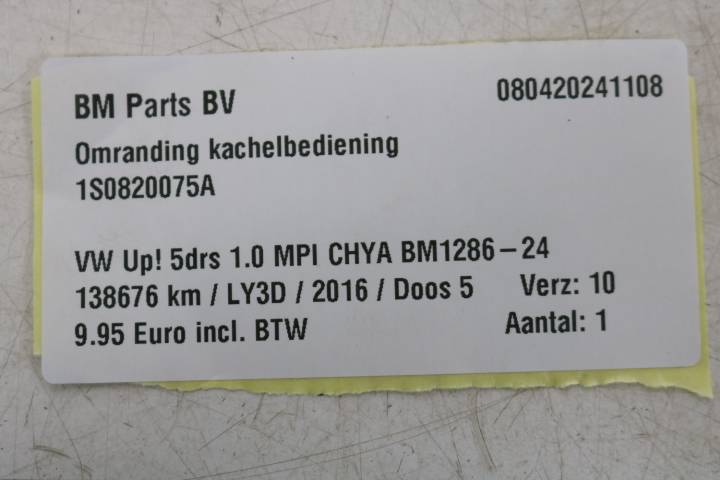 BM Parts BV 080420241108
Omranding kachelbediening
1S0820075A
VW Up! 5drs 1.0 MPI CHYA BM1286-24
138676 km / LY3D / 2016 / Doos 5 Verz: 10
9.95 Euro incl. BTW Aantal: 1